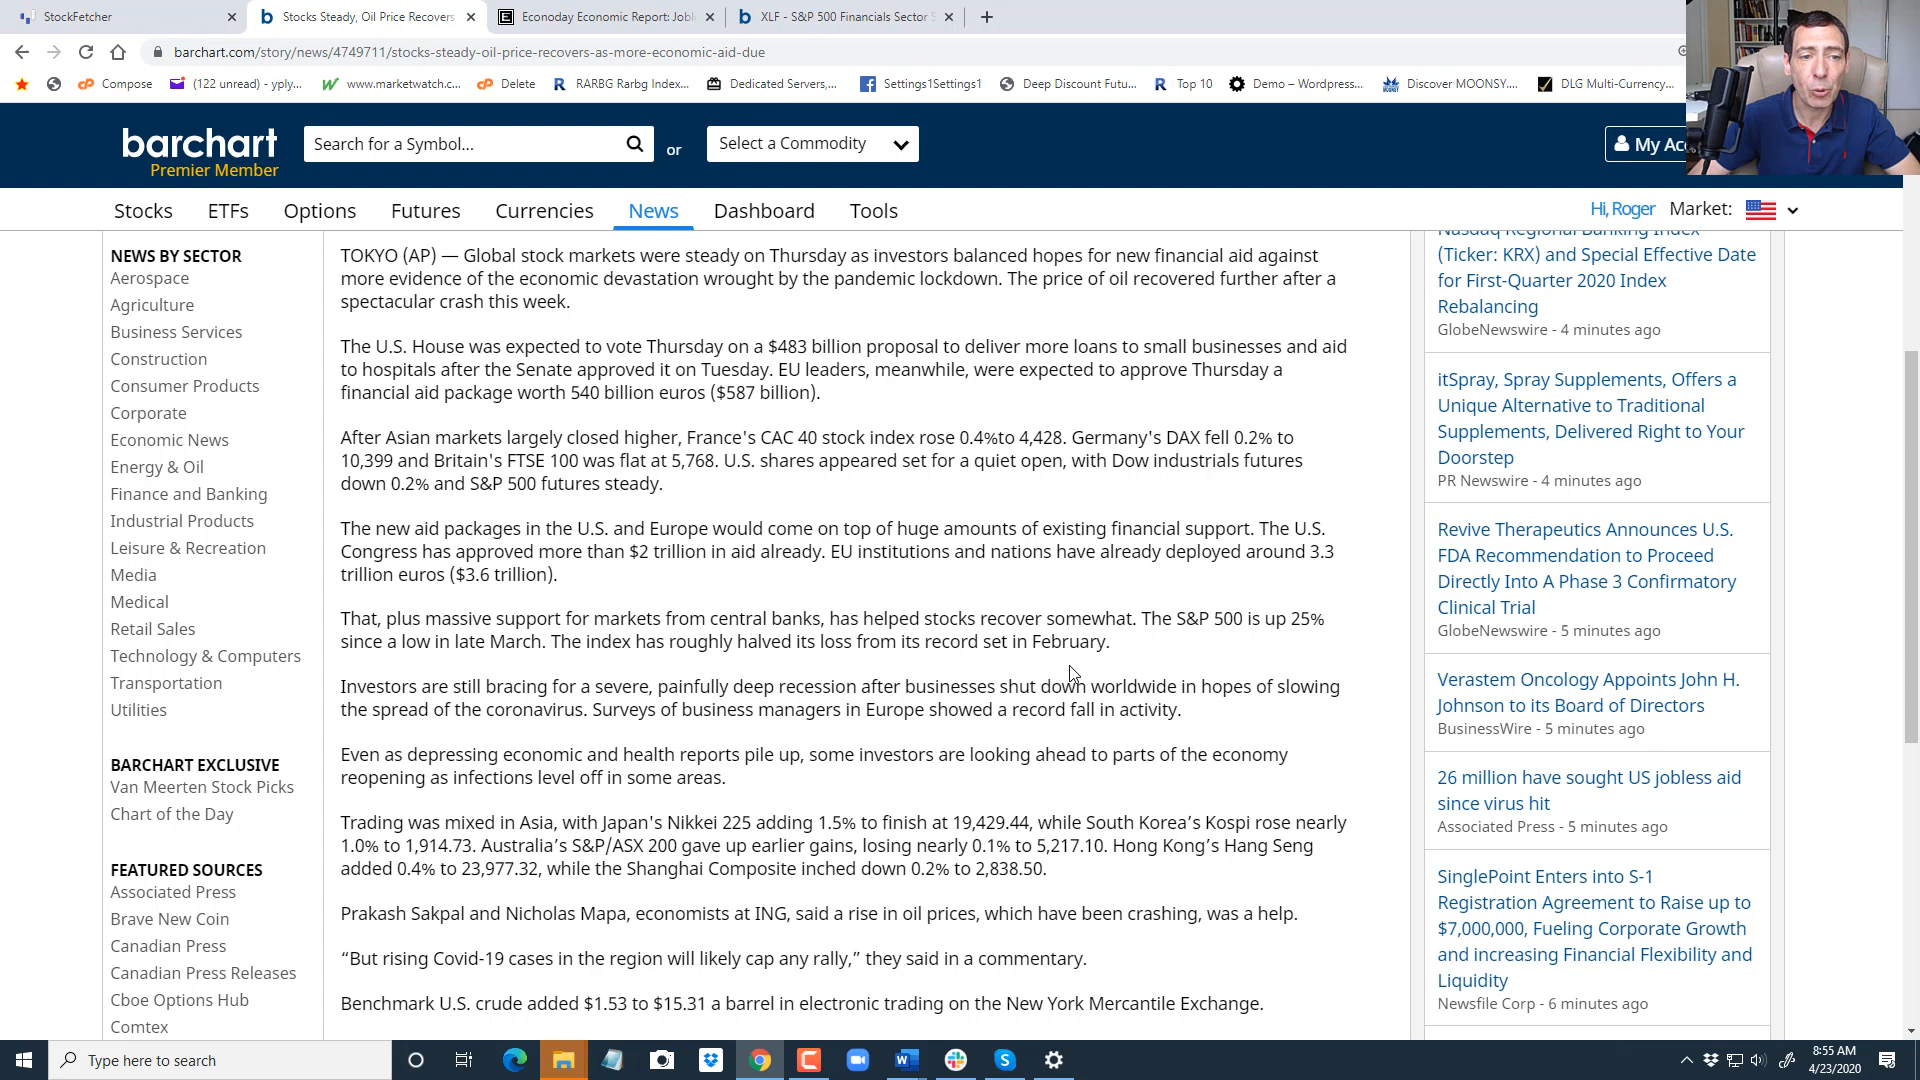 StockFetcher
Stocks Steady, Oil Price Recovers
Econoday Economic Report: Jobl
XLF - S&P 500 Financials Sector S
barchart.com/story/news/4749711/stocks-steady-oil-price-recovers-as-more-economic-aid-due
Compose
(122 unread) - yply...
www.marketwatch.c...
Delete
RARBG Rarbg Index...
Dedicated Servers,...
Settings1Settings1
Deep Discount Futu...
Top 10
Demo – Wordpress...
Discover MOONSY....
DLG Multi-Currency...
barchart
Premier Member
Search for a Symbol...
or
Select a Commodity
My Acc
Stocks
ETFs
Options
Futures
Currencies
News
Dashboard
Tools
Hi, Roger
Market:
NEWS BY SECTOR
Aerospace
Agriculture
Business Services
Construction
Consumer Products
Corporate
Economic News
Energy & Oil
Finance and Banking
Industrial Products
Leisure & Recreation
Media
Medical
Retail Sales
Technology & Computers
Transportation
Utilities
BARCHART EXCLUSIVE
Van Meerten Stock Picks
Chart of the Day
FEATURED SOURCES
Associated Press
Brave New Coin
Canadian Press
Canadian Press Releases
Cboe Options Hub
Comtex
TOKYO (AP) — Global stock markets were steady on Thursday as investors balanced hopes for new financial aid against
more evidence of the economic devastation wrought by the pandemic lockdown. The price of oil recovered further after a
spectacular crash this week.
The U.S. House was expected to vote Thursday on a $483 billion proposal to deliver more loans to small businesses and aid
to hospitals after the Senate approved it on Tuesday. EU leaders, meanwhile, were expected to approve Thursday a
financial aid package worth 540 billion euros ($587 billion).
After Asian markets largely closed higher, France's CAC 40 stock index rose 0.4%to 4,428. Germany's DAX fell 0.2% to
10,399 and Britain's FTSE 100 was flat at 5,768. U.S. shares appeared set for a quiet open, with Dow industrials futures
down 0.2% and S&P 500 futures steady.
The new aid packages in the U.S. and Europe would come on top of huge amounts of existing financial support. The U.S.
Congress has approved more than $2 trillion in aid already. EU institutions and nations have already deployed around 3.3
trillion euros ($3.6 trillion).
That, plus massive support for markets from central banks, has helped stocks recover somewhat. The S&P 500 is up 25%
since a low in late March. The index has roughly halved its loss from its record set in February.
Investors are still bracing for a severe, painfully deep recession after businesses shut down worldwide in hopes of slowing
the spread of the coronavirus. Surveys of business managers in Europe showed a record fall in activity.
Even as depressing economic and health reports pile up, some investors are looking ahead to parts of the economy
reopening as infections level off in some areas.
Trading was mixed in Asia, with Japan's Nikkei 225 adding 1.5% to finish at 19,429.44, while South Korea’s Kospi rose nearly
1.0% to 1,914.73. Australia’s S&P/ASX 200 gave up earlier gains, losing nearly 0.1% to 5,217.10. Hong Kong’s Hang Seng
added 0.4% to 23,977.32, while the Shanghai Composite inched down 0.2% to 2,838.50.
Prakash Sakpal and Nicholas Mapa, economists at ING, said a rise in oil prices, which have been crashing, was a help.
“But rising Covid-19 cases in the region will likely cap any rally,” they said in a commentary.
Benchmark U.S. crude added $1.53 to $15.31 a barrel in electronic trading on the New York Mercantile Exchange.
Nasdaq Regional Banking Index
(Ticker: KRX) and Special Effective Date
for First-Quarter 2020 Index
Rebalancing
GlobeNewswire - 4 minutes ago
itSpray, Spray Supplements, Offers a
Unique Alternative to Traditional
Supplements, Delivered Right to Your
Doorstep
PR Newswire - 4 minutes ago
Revive Therapeutics Announces U.S.
FDA Recommendation to Proceed
Directly Into A Phase 3 Confirmatory
Clinical Trial
GlobeNewswire - 5 minutes ago
Verastem Oncology Appoints John H.
Johnson to its Board of Directors
BusinessWire - 5 minutes ago
26 million have sought US jobless aid
since virus hit
Associated Press - 5 minutes ago
SinglePoint Enters into S-1
Registration Agreement to Raise up to
$7,000,000, Fueling Corporate Growth
and increasing Financial Flexibility and
Liquidity
Newsfile Corp - 6 minutes ago
Type here to search
8:55 AM
4/23/2020